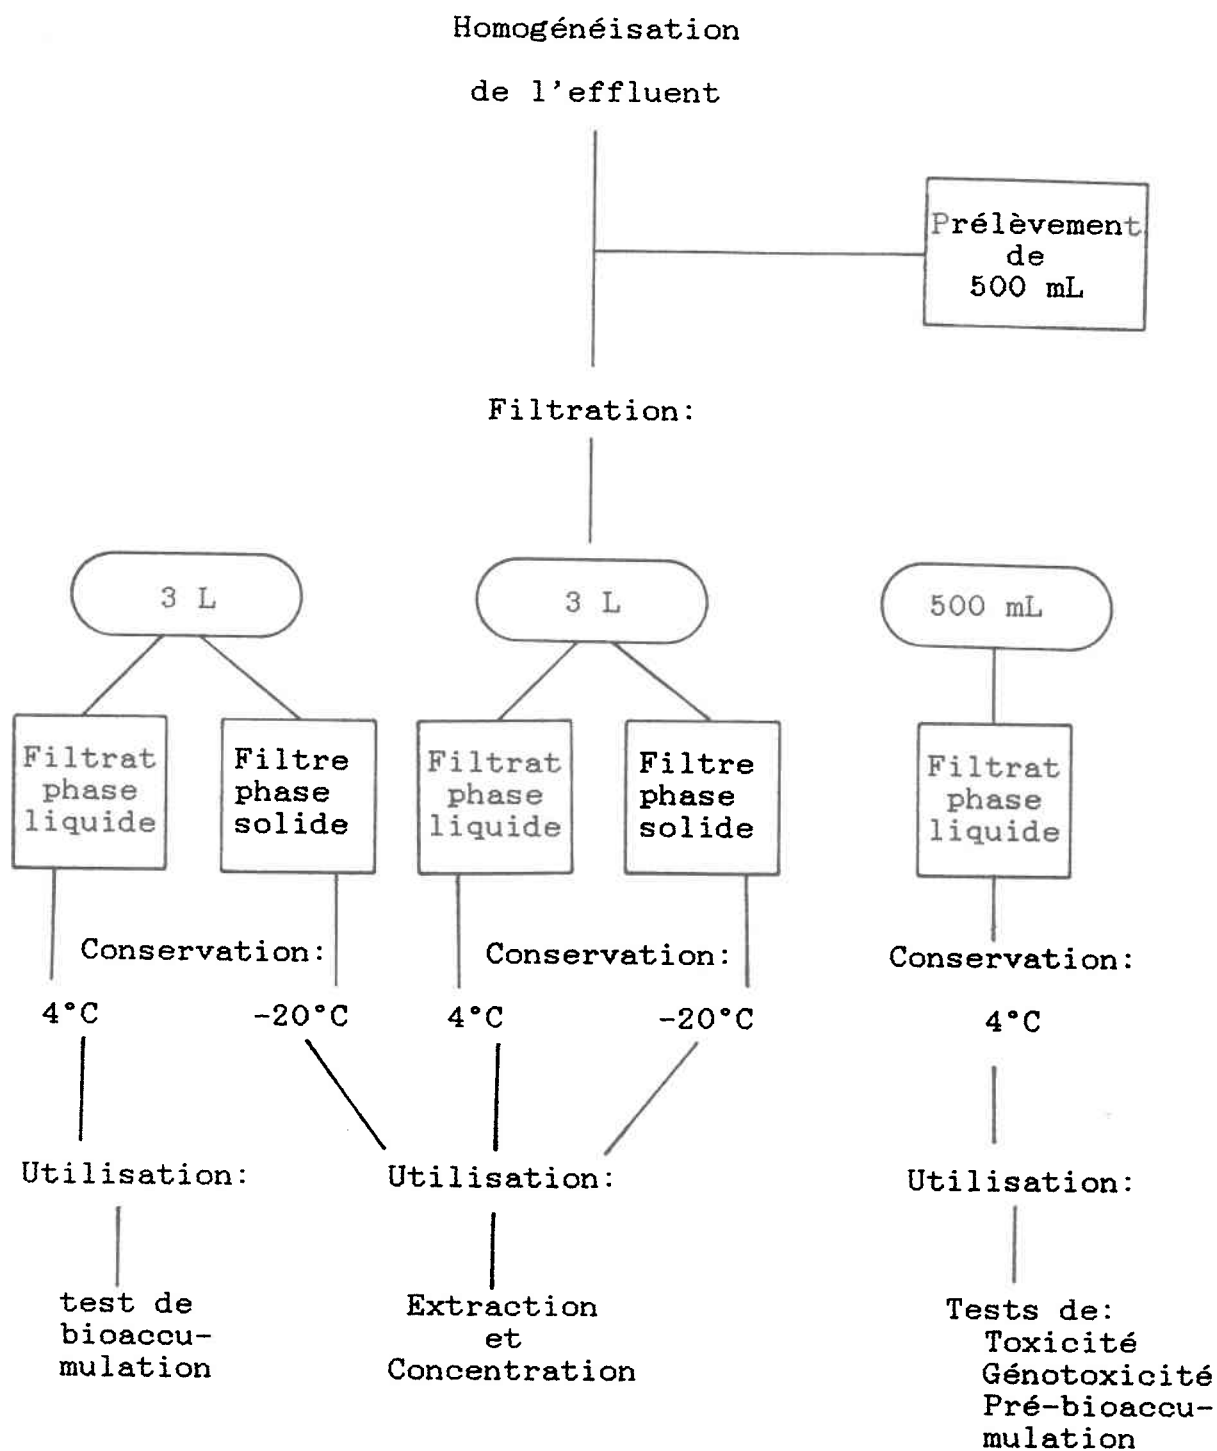 Homogénéisation
de l'effluent
Prélèvement
de
500 mL
Filtration:
3 L
3 L
500 mL
Filtrat
phase
liquide
Filtre
phase
solide
Filtrat
phase
liquide
Filtre
phase
solide
Filtrat
phase
liquide
Conservation:
Conservation:
Conservation:
4°C
-20°C
4°C
-20°C
4°C
Utilisation:
Utilisation:
Utilisation:
test de
bioaccu-
mulation
Extraction
et
Concentration
Tests de:
Toxicité
Génotoxicité
Pré-bioaccu-
mulation